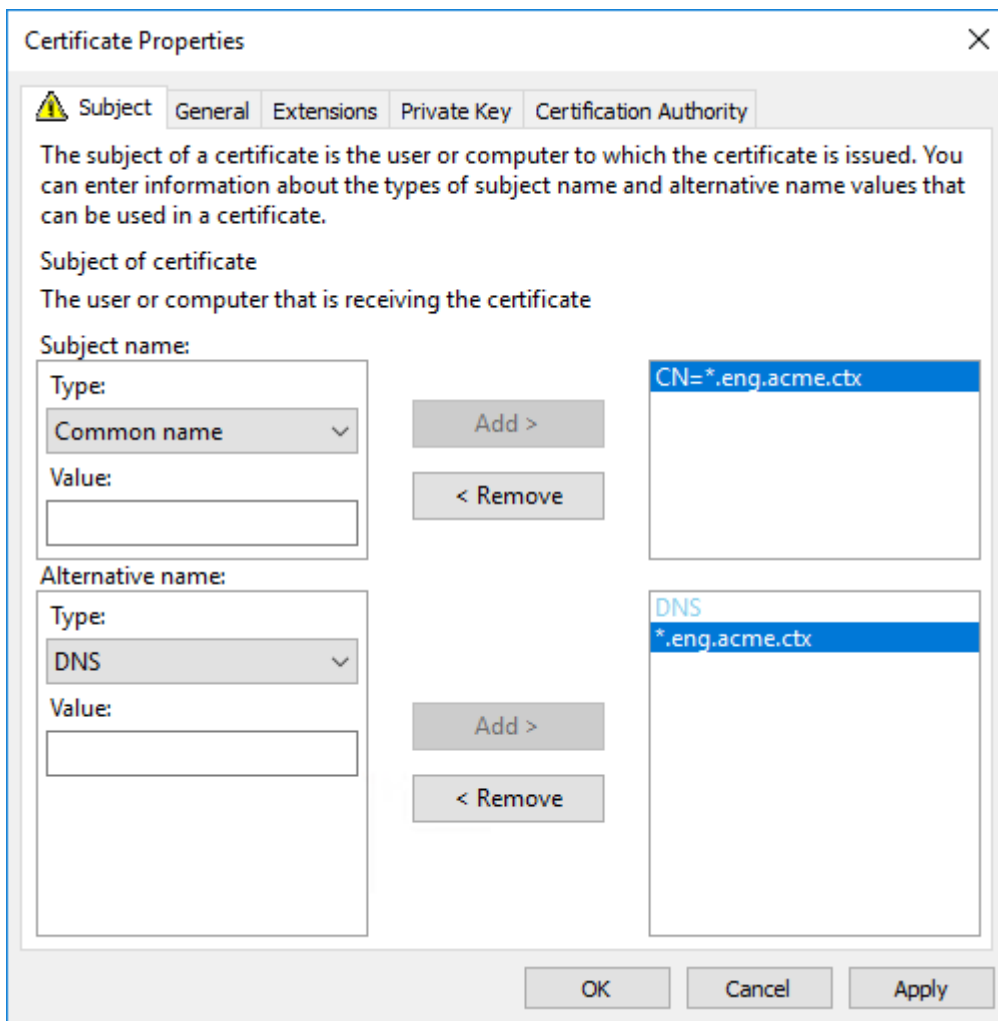 Certificate Properties
Subject
General
Extensions
Private Key
Certification Authority
The subject of a certificate is the user or computer to which the certificate is issued. You
can enter information about the types of subject name and alternative name values that
can be used in a certificate.
Subject of certificate
The user or computer that is receiving the certificate
Subject name:
Type:
Common name
Value:
Add >
< Remove
CN=*.eng.acme.ctx
Alternative name:
Type:
DNS
Value:
Add >
< Remove
DNS
*.eng.acme.ctx
OK
Cancel
Apply